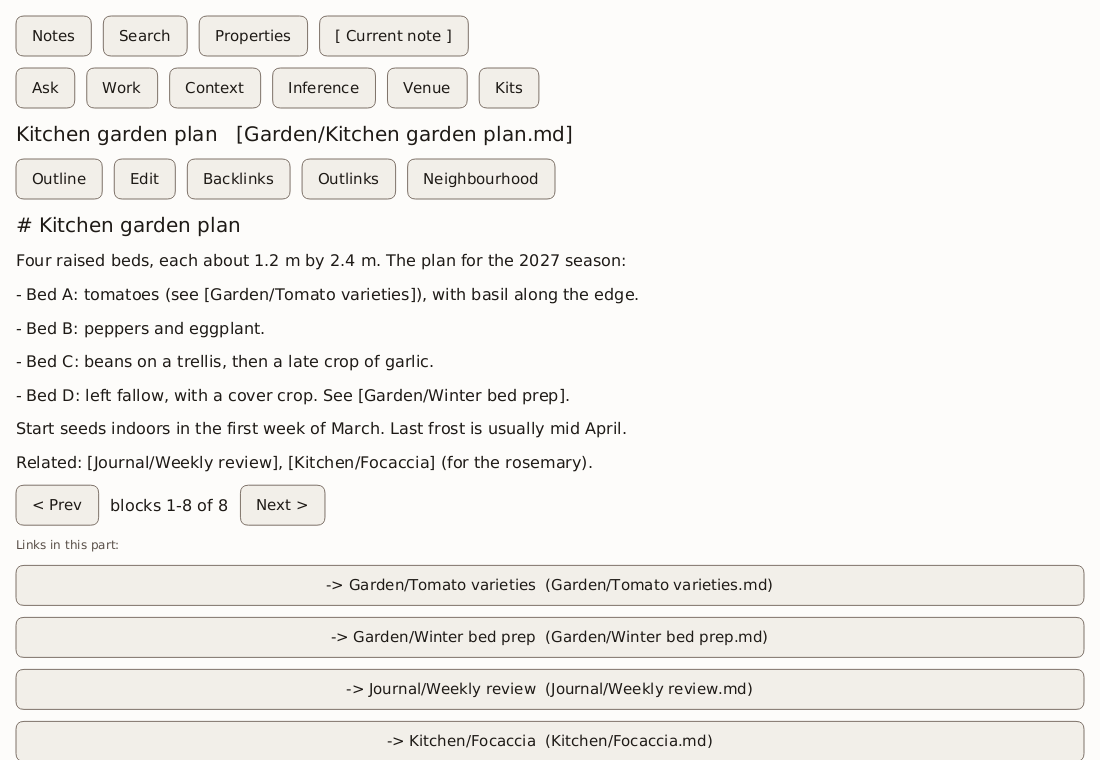 Notes Search Properties [ Current note ]
Ask Work Context Inference Venue Kits
Kitchen garden plan [Garden/Kitchen garden plan.md]
Outline Edit Backlinks Outlinks Neighbourhood
# Kitchen garden plan
Four raised beds, each about 1.2 m by 2.4 m. The plan for the 2027 season:
- Bed A: tomatoes (see [Garden/Tomato varieties]), with basil along the edge.
- Bed B: peppers and eggplant.
- Bed C: beans on a trellis, then a late crop of garlic.
- Bed D: left fallow, with a cover crop. See [Garden/Winter bed prep].
Start seeds indoors in the first week of March. Last frost is usually mid April.
Related: [Journal/Weekly review], [Kitchen/Focaccia] (for the rosemary).
< Prev blocks 1-8 of 8 Next >
Links in this part:
-> Garden/Tomato varieties (Garden/Tomato varieties.md)
-> Garden/Winter bed prep (Garden/Winter bed prep.md)
-> Journal/Weekly review (Journal/Weekly review.md)
-> Kitchen/Focaccia (Kitchen/Focaccia.md)